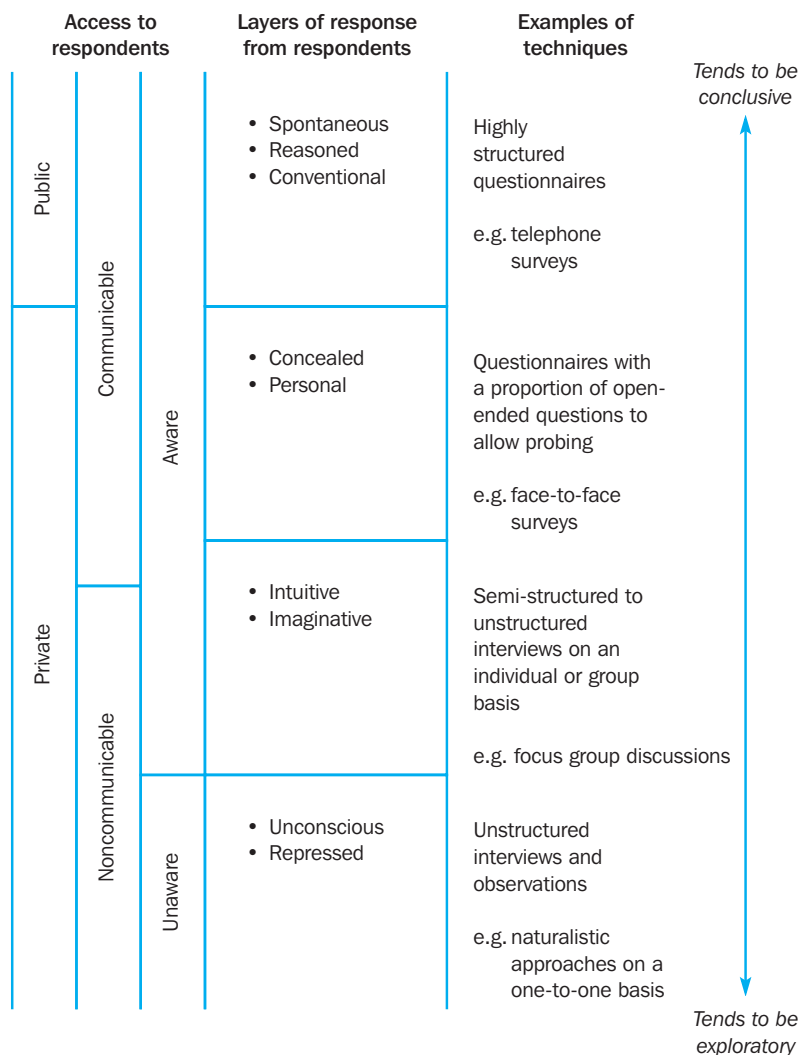 Access to
respondents
Layers of response
from respondents
Examples of
techniques
Tends to be
conclusive
Public
Private
Communicable
Noncommunicable
Aware
Unaware
• Spontaneous
• Reasoned
• Conventional
Highly
structured
questionnaires
e.g. telephone
surveys
• Concealed
• Personal
Questionnaires with
a proportion of open-
ended questions to
allow probing
e.g. face-to-face
surveys
• Intuitive
• Imaginative
Semi-structured to
unstructured
interviews on an
individual or group
basis
e.g. focus group discussions
• Unconscious
• Repressed
Unstructured
interviews and
observations
e.g. naturalistic
approaches on a
one-to-one basis
Tends to be
exploratory